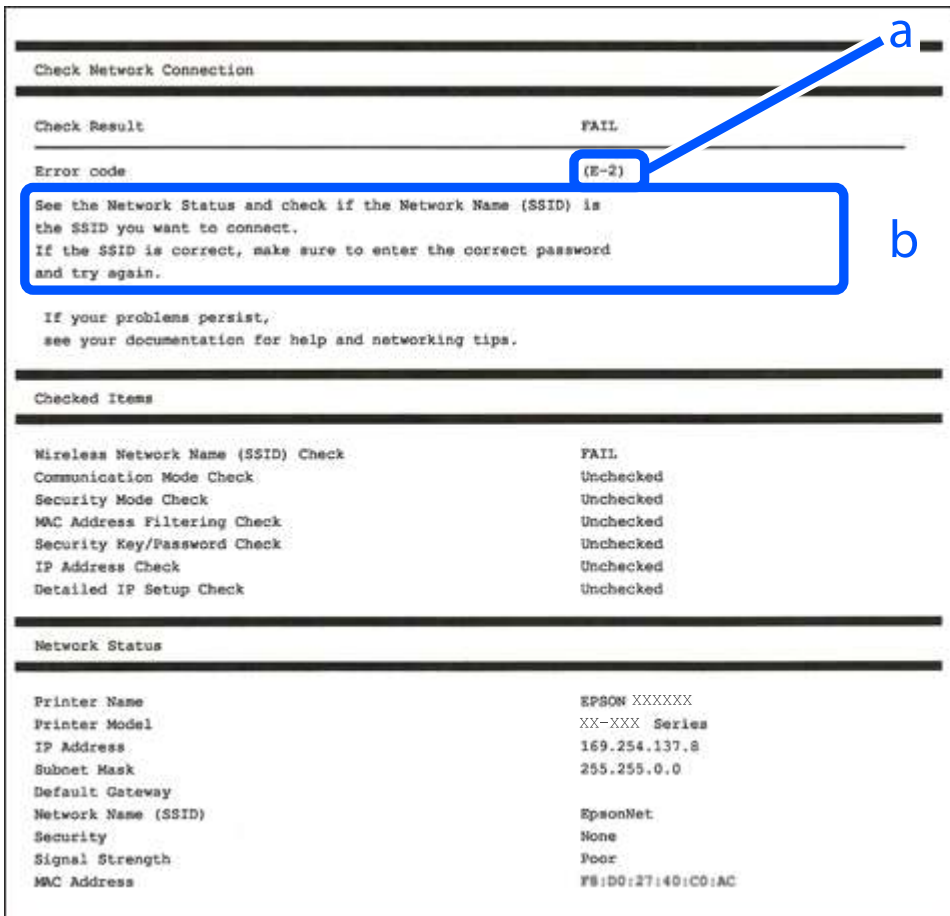 a
Check Network Connection
Check Result FAIL
Error code (E-2)
See the Network Status and check if the Network Name (SSID) is
the SSID you want to connect.
If the SSID is correct, make sure to enter the correct password
and try again.
b
If your problems persist,
see your documentation for help and networking tips.
Checked Items
Wireless Network Name (SSID) Check FAIL
Communication Mode Check Unchecked
Security Mode Check Unchecked
MAC Address Filtering Check Unchecked
Security Key/Password Check Unchecked
IP Address Check Unchecked
Detailed IP Setup Check Unchecked
Network Status
Printer Name EPSON XXXXXX
Printer Model XX-XXX Series
IP Address 169.254.137.8
Subnet Mask 255.255.0.0
Default Gateway
Network Name (SSID) EpsonNet
Security None
Signal Strength Poor
MAC Address F8:D0:27:40:C0:AC